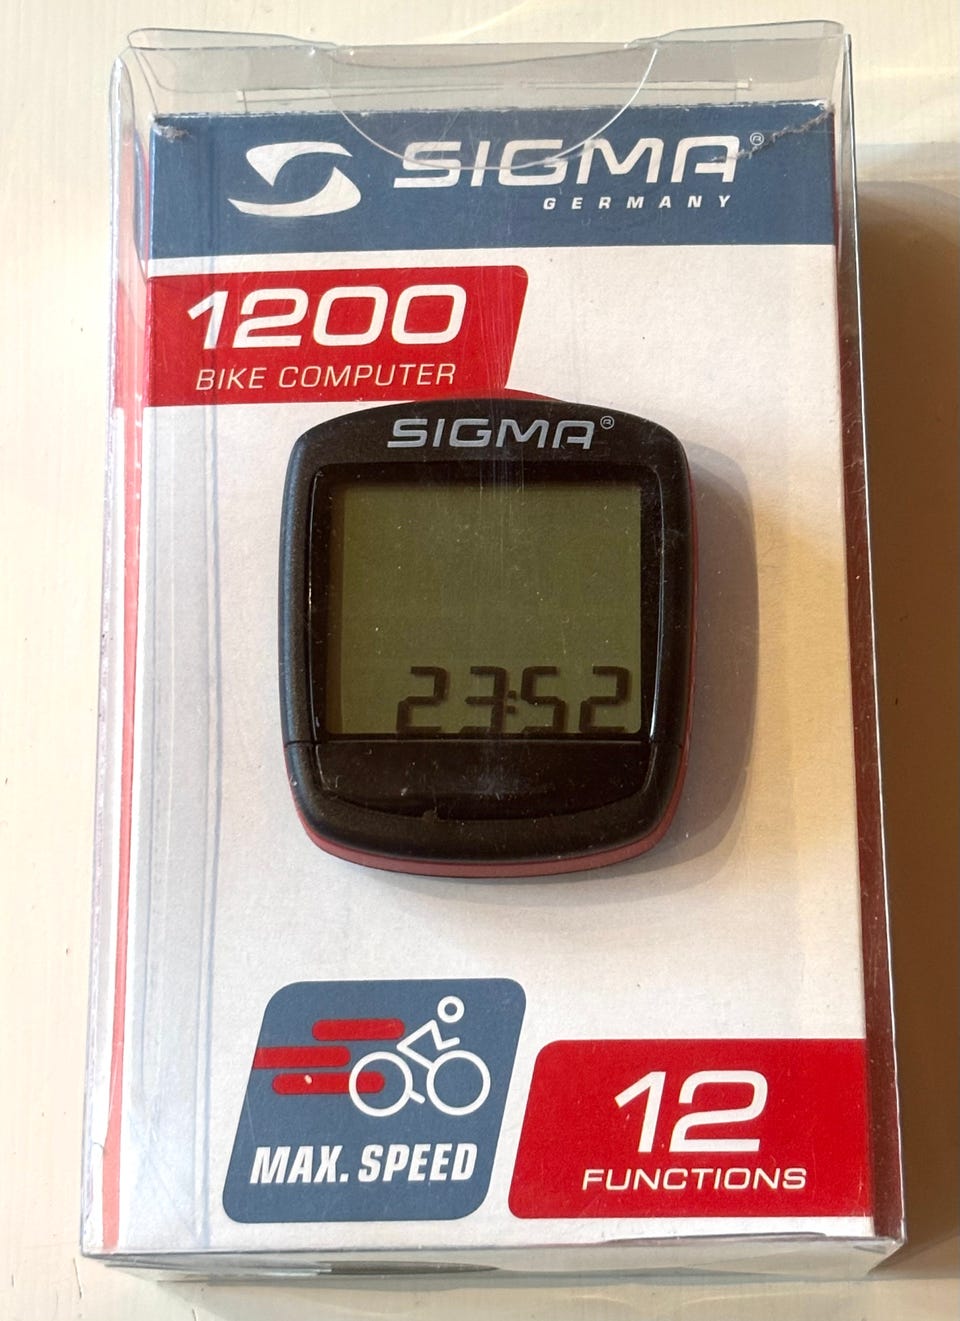 SIGMA®
GERMANY
1200
BIKE COMPUTER
SIGMA®
23:52
MAX. SPEED
12
FUNCTIONS